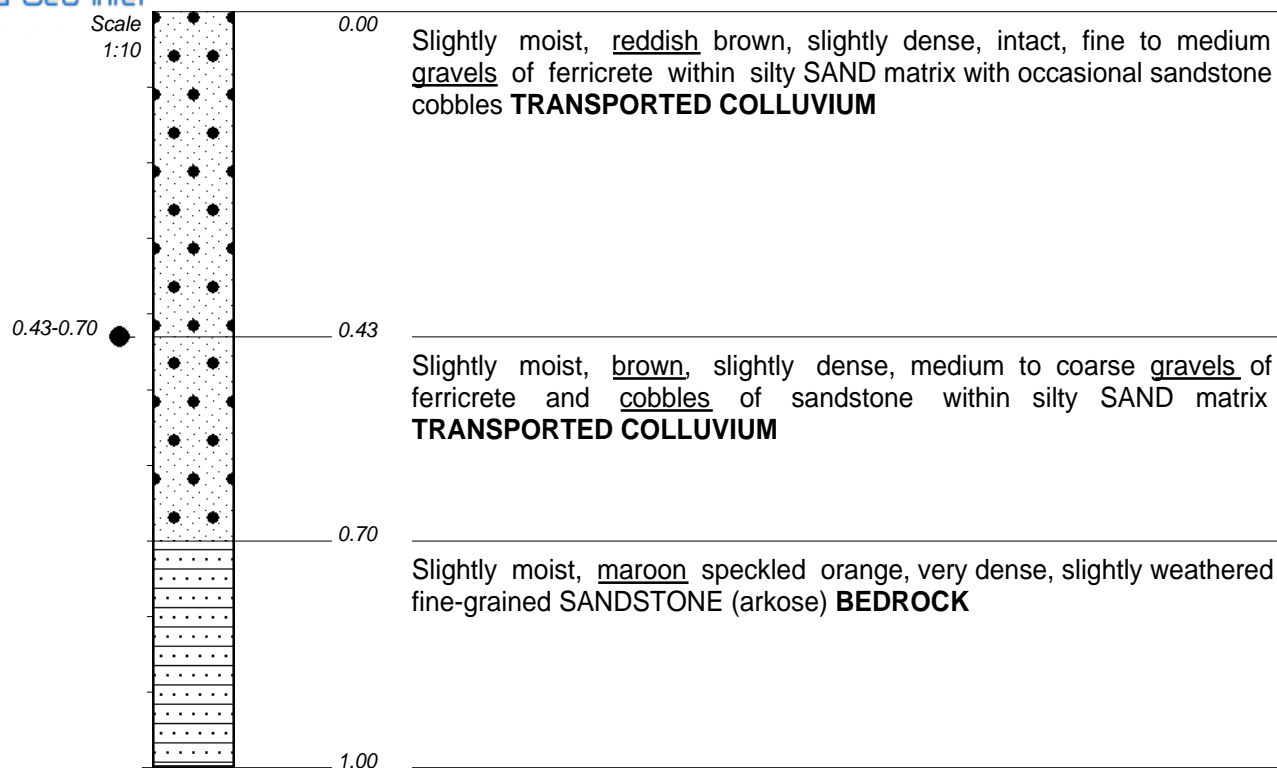 Scale
1:10
0.00
Slightly moist, reddish brown, slightly dense, intact, fine to medium
gravels of ferricrete within silty SAND matrix with occasional sandstone
cobbles TRANSPORTED COLLUVIUM
0.43-0.70
0.43
Slightly moist, brown, slightly dense, medium to coarse gravels of
ferricrete and cobbles of sandstone within silty SAND matrix
TRANSPORTED COLLUVIUM
0.70
Slightly moist, maroon speckled orange, very dense, slightly weathered
fine-grained SANDSTONE (arkose) BEDROCK
1.00